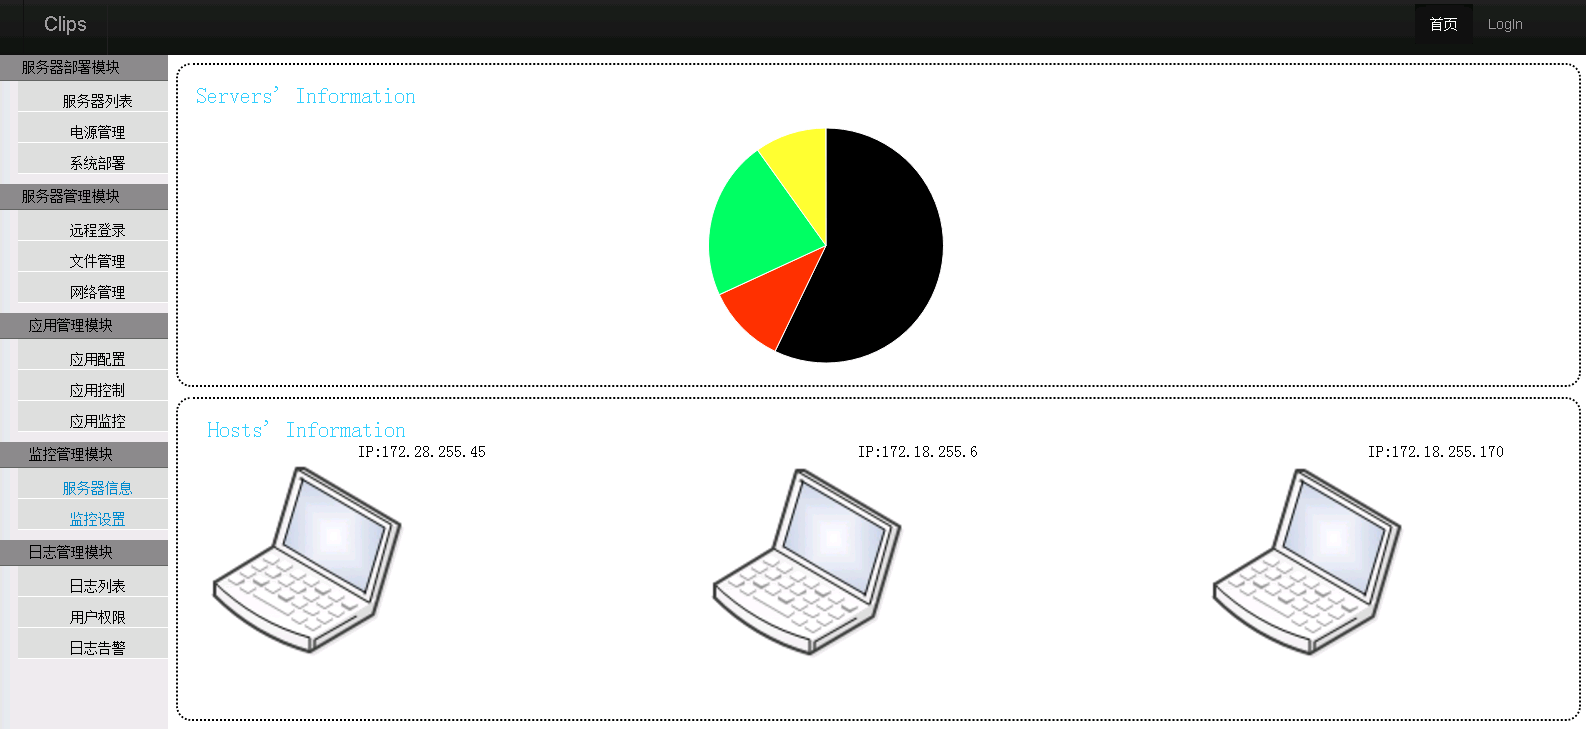 Clips
首页
LogIn
服务器部署模块
服务器列表
电源管理
系统部署
服务器管理模块
远程登录
文件管理
网络管理
应用管理模块
应用配置
应用控制
应用监控
监控管理模块
服务器信息
监控设置
日志管理模块
日志列表
用户权限
日志告警
Servers’ Information
Hosts’ Information
IP:172.28.255.45
IP:172.18.255.6
IP:172.18.255.170